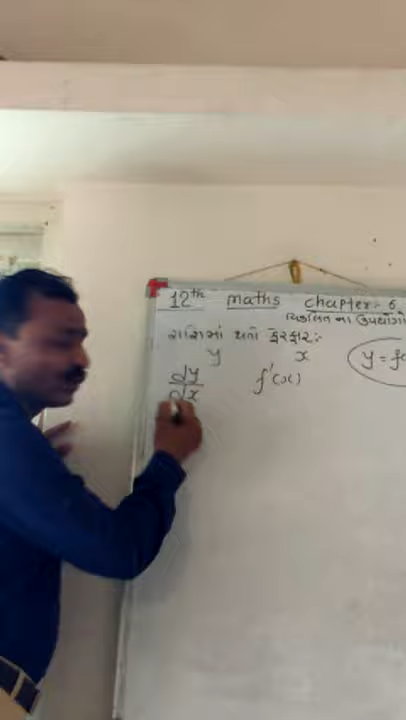 12th maths chapter:- 6
વિકલિત ના ઉપયોગો
રાશિમાં થતો ફેરફાર:-
y x
y = f(
dy/dx f'(x)